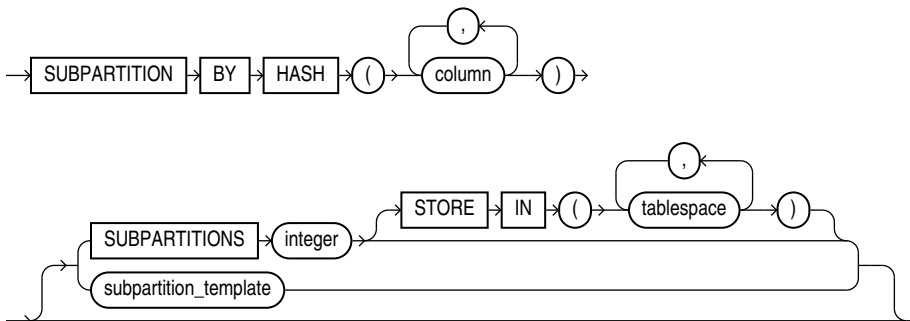 ,
SUBPARTITION BY HASH ( column )
,
STORE IN ( tablespace )
SUBPARTITIONS integer
subpartition_template